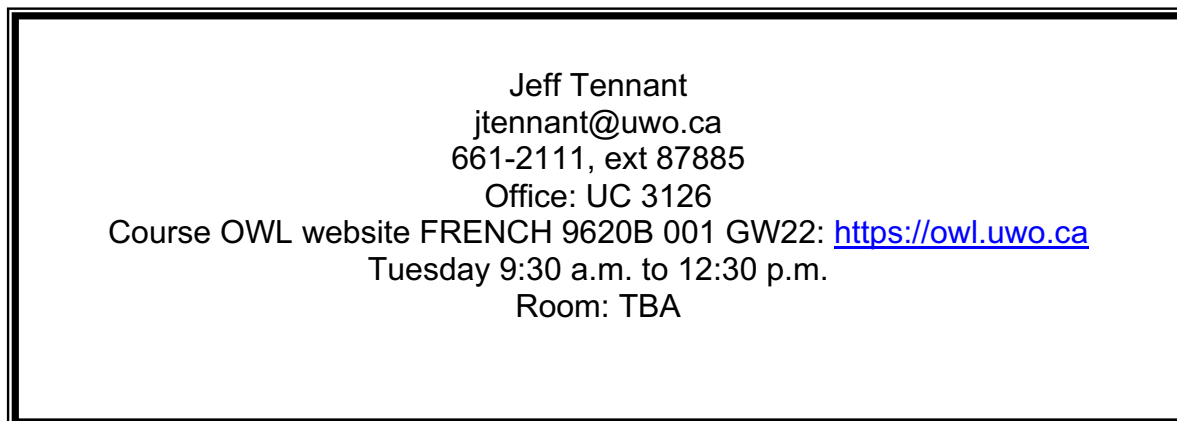 Jeff Tennant
jtennant@uwo.ca
661-2111, ext 87885
Office: UC 3126
Course OWL website FRENCH 9620B 001 GW22: https://owl.uwo.ca
Tuesday 9:30 a.m. to 12:30 p.m.
Room: TBA